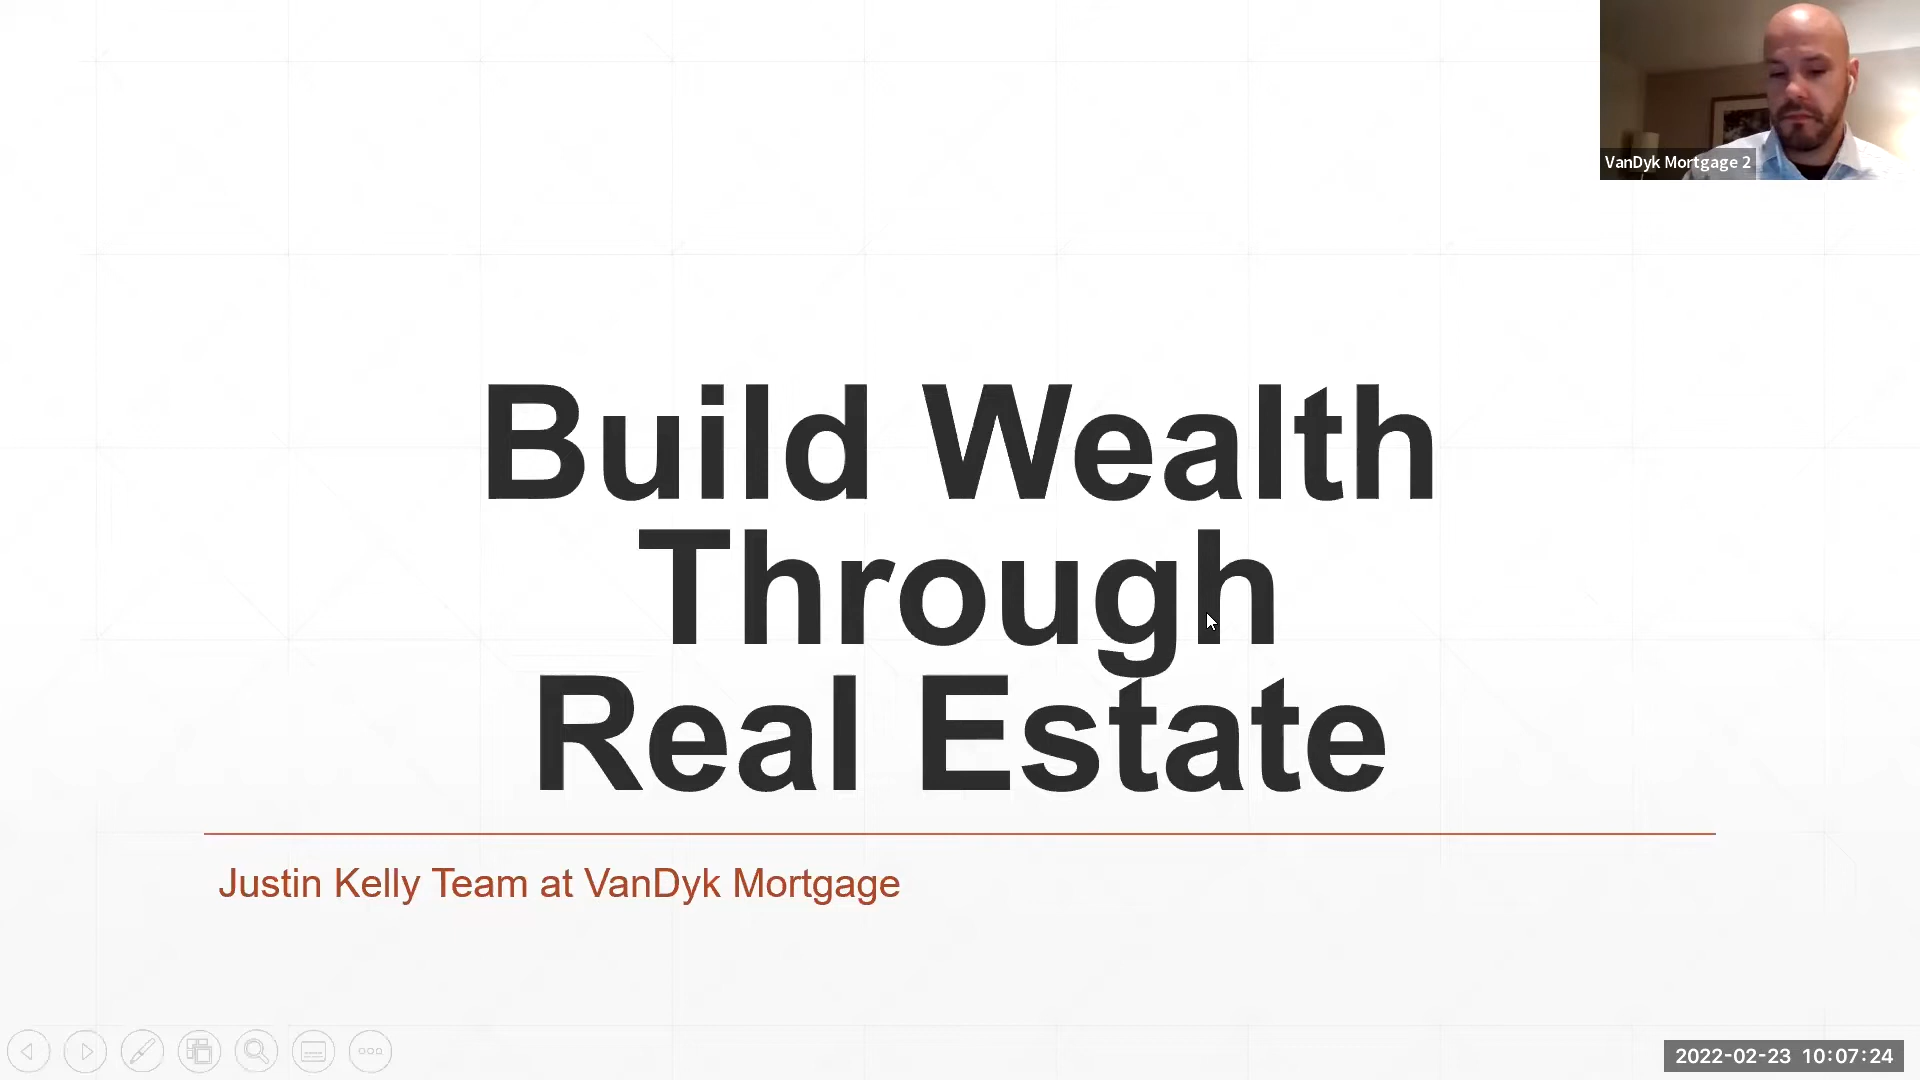 VanDyk Mortgage 2
Build Wealth
Through
Real Estate
Justin Kelly Team at VanDyk Mortgage
2022-02-23 10:07:24